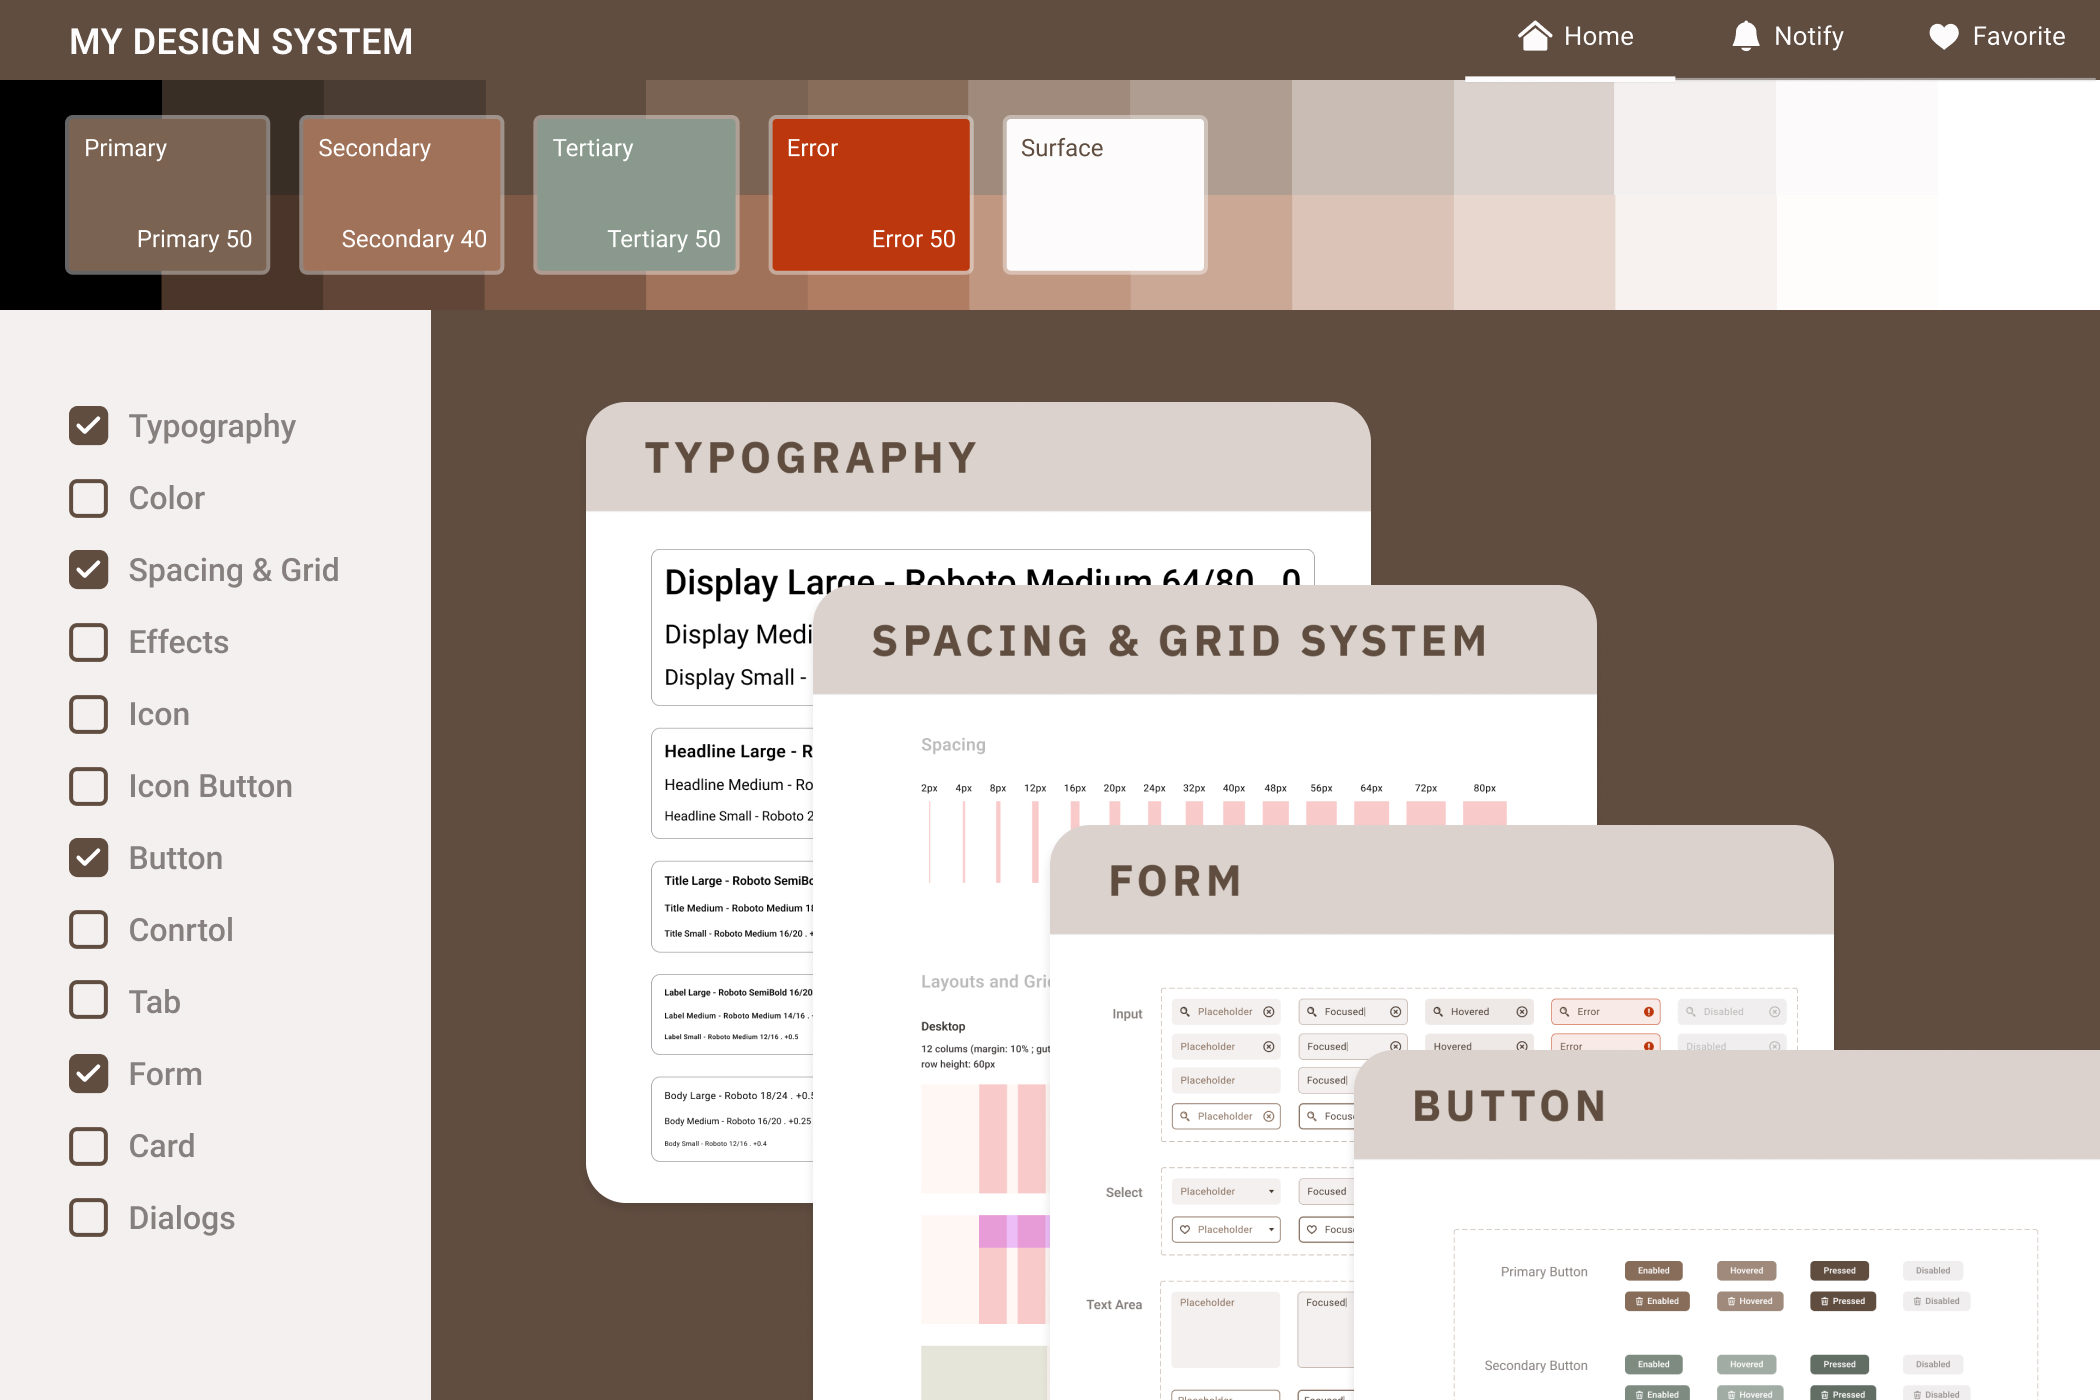 MY DESIGN SYSTEM
Home
Notify
Favorite
Primary
Primary 50
Secondary
Secondary 40
Tertiary
Tertiary 50
Error
Error 50
Surface
Typography
Color
Spacing & Grid
Effects
Icon
Icon Button
Button
Conrtol
Tab
Form
Card
Dialogs
TYPOGRAPHY
Display Large - Roboto Medium 64/80 . 0
Display Medi
Display Small -
Headline Large - R
Headline Medium - Ro
Headline Small - Roboto 2
Title Large - Roboto SemiBo
Title Medium - Roboto Medium 18
Title Small - Roboto Medium 16/20 . +
Label Large - Roboto SemiBold 16/20
Label Medium - Roboto Medium 14/16 .
Label Small - Roboto Medium 12/16 . +0.5
Body Large - Roboto 18/24 . +0.5
Body Medium - Roboto 16/20 . +0.25
Body Small - Roboto 12/16 . +0.4
SPACING & GRID SYSTEM
Spacing
2px 4px 8px 12px 16px 20px 24px 32px 40px 48px 56px 64px 72px 80px
Layouts and Grid
Desktop
12 colums (margin: 10% ; gut
row height: 60px
FORM
Input
Placeholder Focused Hovered Error Disabled
Placeholder Focused Hovered Error Disabled
Placeholder Focused
Placeholder Focus
Select
Placeholder Focused
Placeholder Focus
Text Area
Placeholder Focused
Placeholder Focused
BUTTON
Primary Button
Enabled Hovered Pressed Disabled
Enabled Hovered Pressed Disabled
Secondary Button
Enabled Hovered Pressed Disabled
Enabled Hovered Pressed Disabled